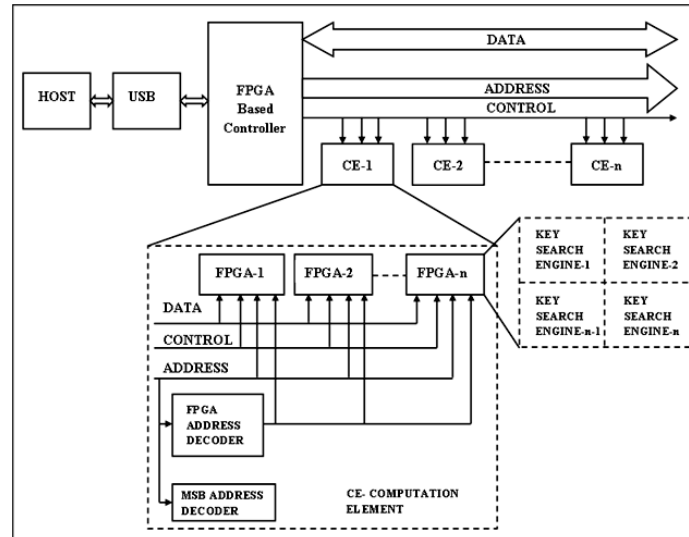 DATA
HOST
USB
FPGA
Based
Controller
ADDRESS
CONTROL
CE-1
CE-2
CE-n
FPGA-1
FPGA-2
FPGA-n
KEY
SEARCH
ENGINE-1
KEY
SEARCH
ENGINE-2
KEY
SEARCH
ENGINE-n-1
KEY
SEARCH
ENGINE-n
DATA
CONTROL
ADDRESS
FPGA
ADDRESS
DECODER
MSB ADDRESS
DECODER
CE- COMPUTATION
ELEMENT